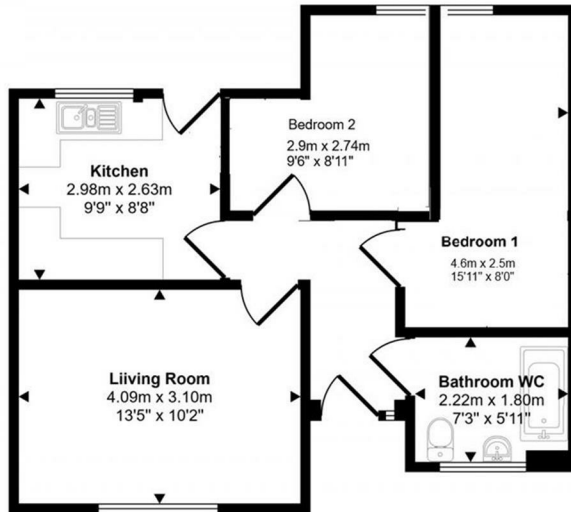 Bedroom 2
2.9m x 2.74m
9'6" x 8'11"
Kitchen
2.98m x 2.63m
9'9" x 8'8"
Bedroom 1
4.6m x 2.5m
15'11" x 8'0"
Liiving Room
4.09m x 3.10m
13'5" x 10'2"
Bathroom WC
2.22m x 1.80m
7'3" x 5'11"